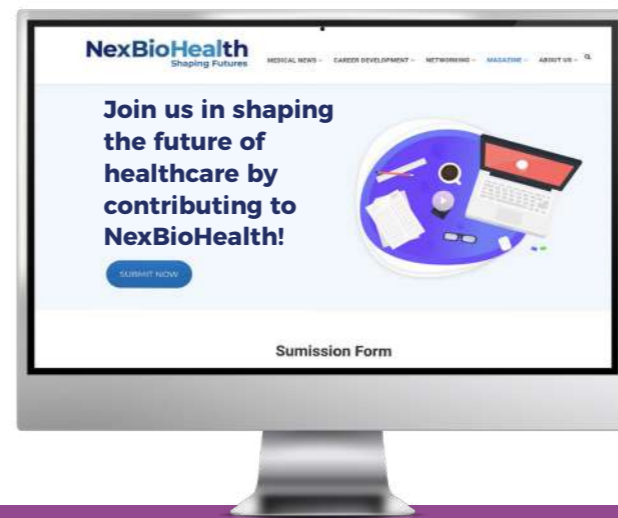 NexBioHealth
Shaping Futures
MEDICAL NEWS CAREER DEVELOPMENT NETWORKING MAGAZINE ABOUT US
Join us in shaping
the future of
healthcare by
contributing to
NexBioHealth!
SUBMIT NOW
Sumission Form